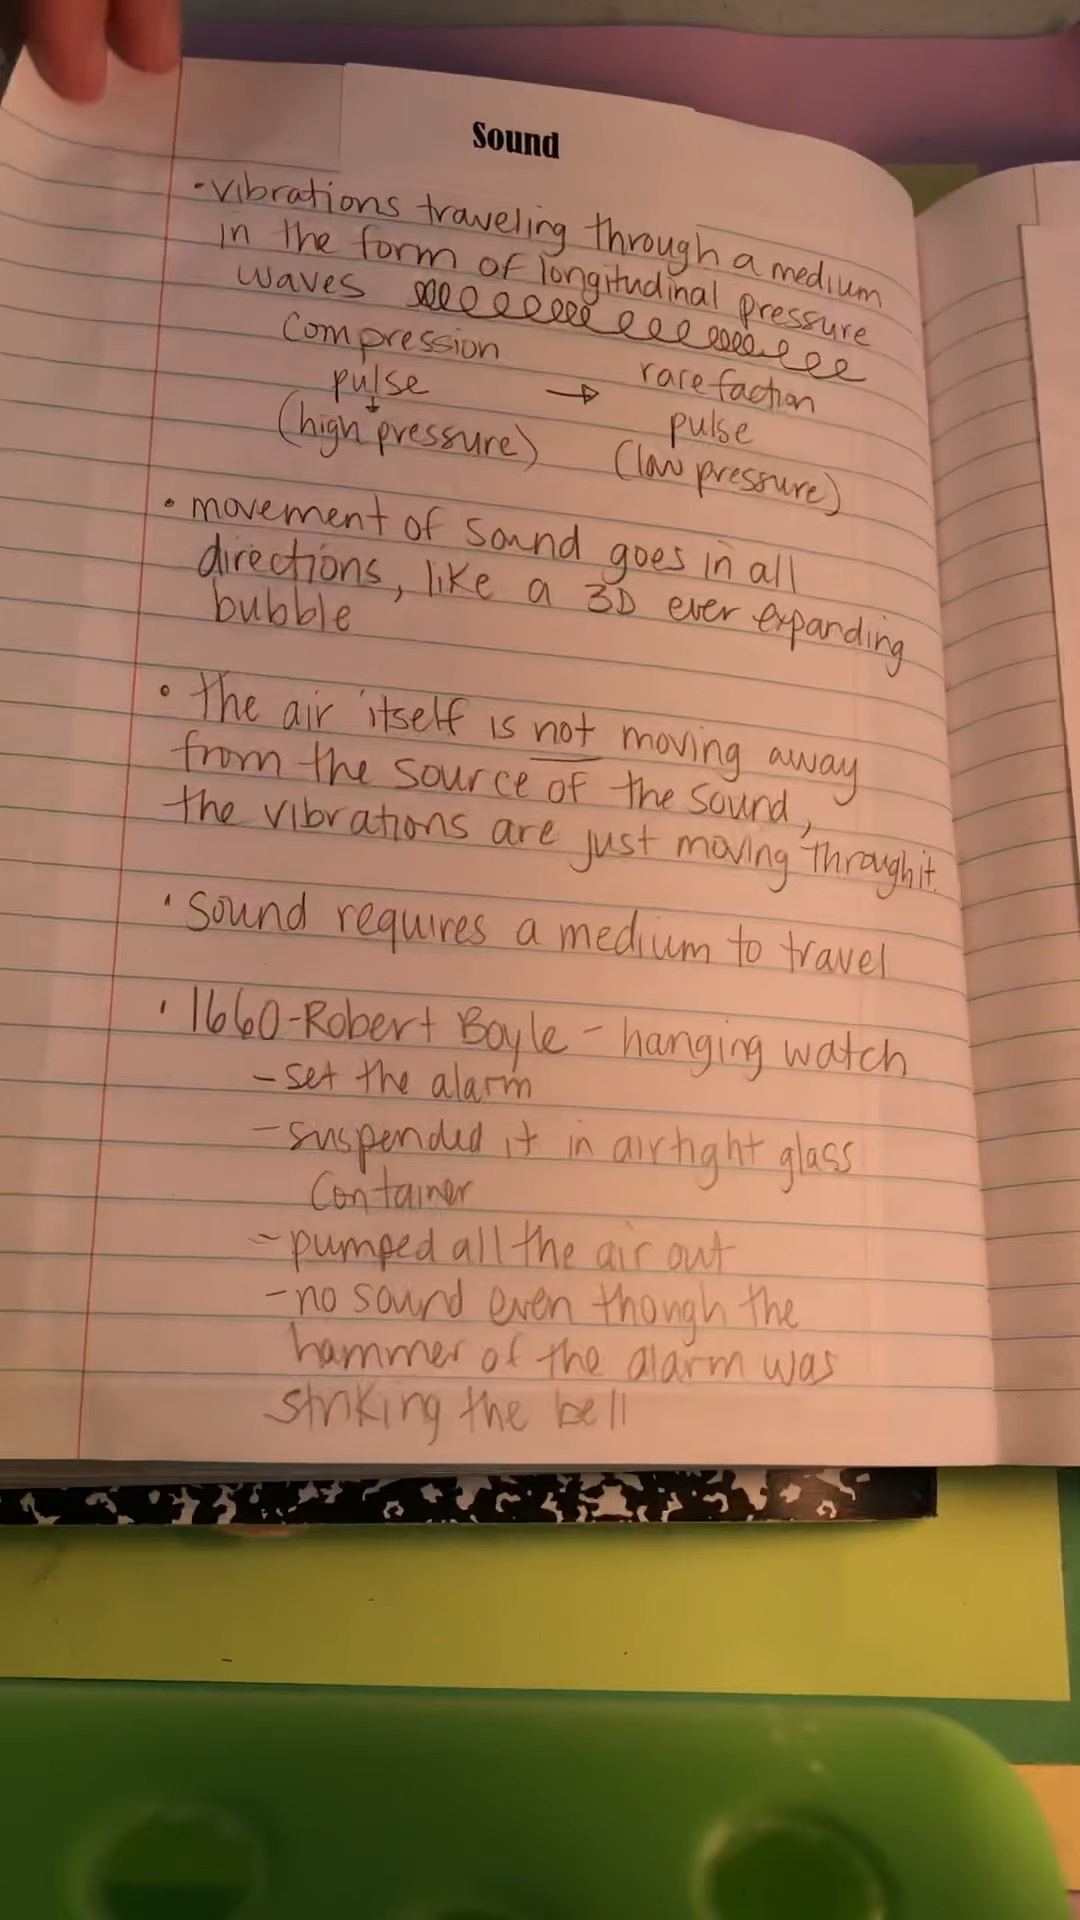 Sound
• vibrations traveling through a medium
in the form of longitudinal pressure
waves
compression
pulse → rarefaction
(high pressure) pulse
(low pressure)
• movement of sound goes in all
directions, like a 3D ever expanding
bubble
• the air itself is not moving away
from the source of the sound,
the vibrations are just moving through it.
• sound requires a medium to travel
• 1660-Robert Boyle - hanging watch
- set the alarm
- suspended it in airtight glass
container
- pumped all the air out
- no sound even though the
hammer of the alarm was
striking the bell